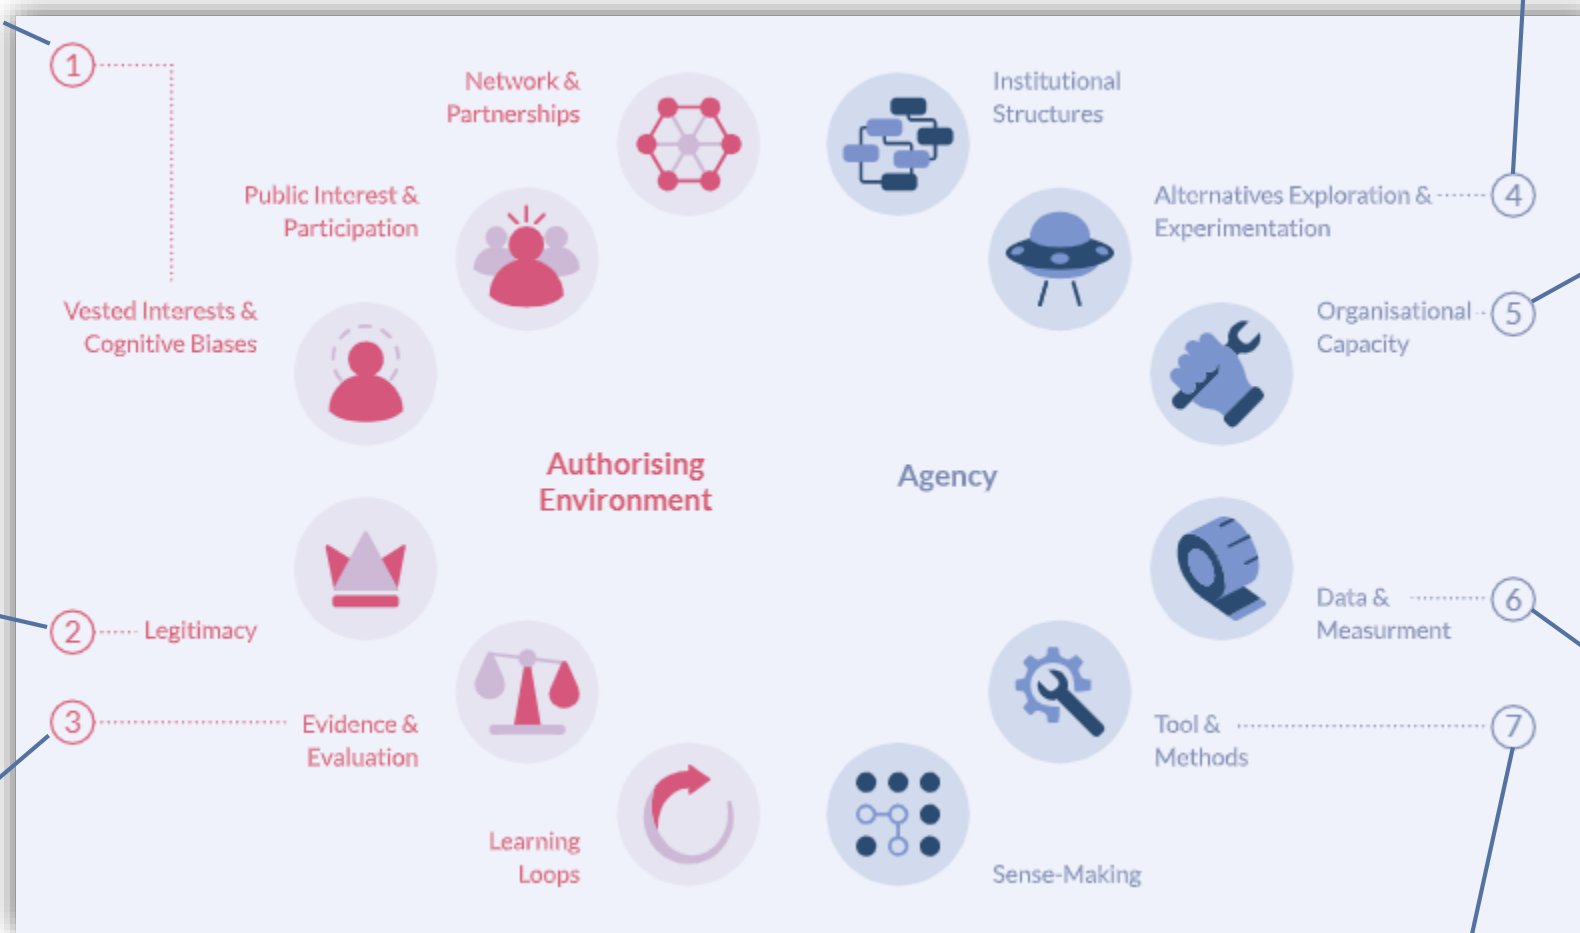 1
Network &
Partnerships
Institutional
Structures
Public Interest &
Participation
Alternatives Exploration &
Experimentation
4
Vested Interests &
Cognitive Biases
Organisational
Capacity
5
Authorising
Environment
Agency
2
Legitimacy
Data &
Measurment
6
3
Evidence &
Evaluation
Tool &
Methods
7
Learning
Loops
Sense-Making